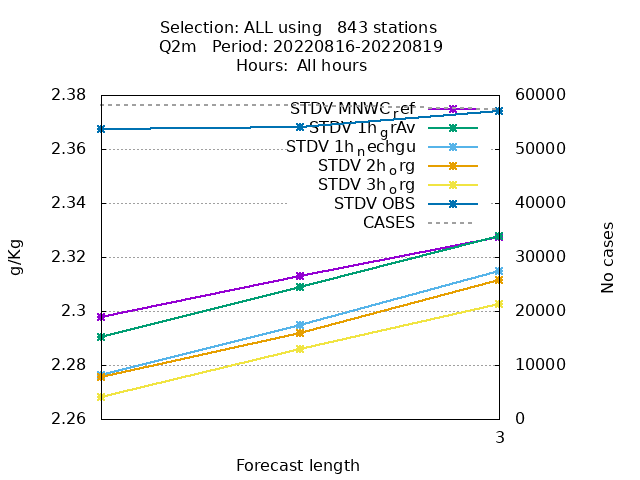 Selection: ALL using   843 stations
Q2m   Period: 20220816-20220819
Hours:  All hours
2.38
2.36
2.34
2.32
2.3
2.28
2.26
g/Kg
STDV MNWC_ref
STDV 1h_grAv
STDV 1h_nechgu
STDV 2h_org
STDV 3h_org
STDV OBS
CASES
60000
50000
40000
30000
20000
10000
0
No cases
3
Forecast length